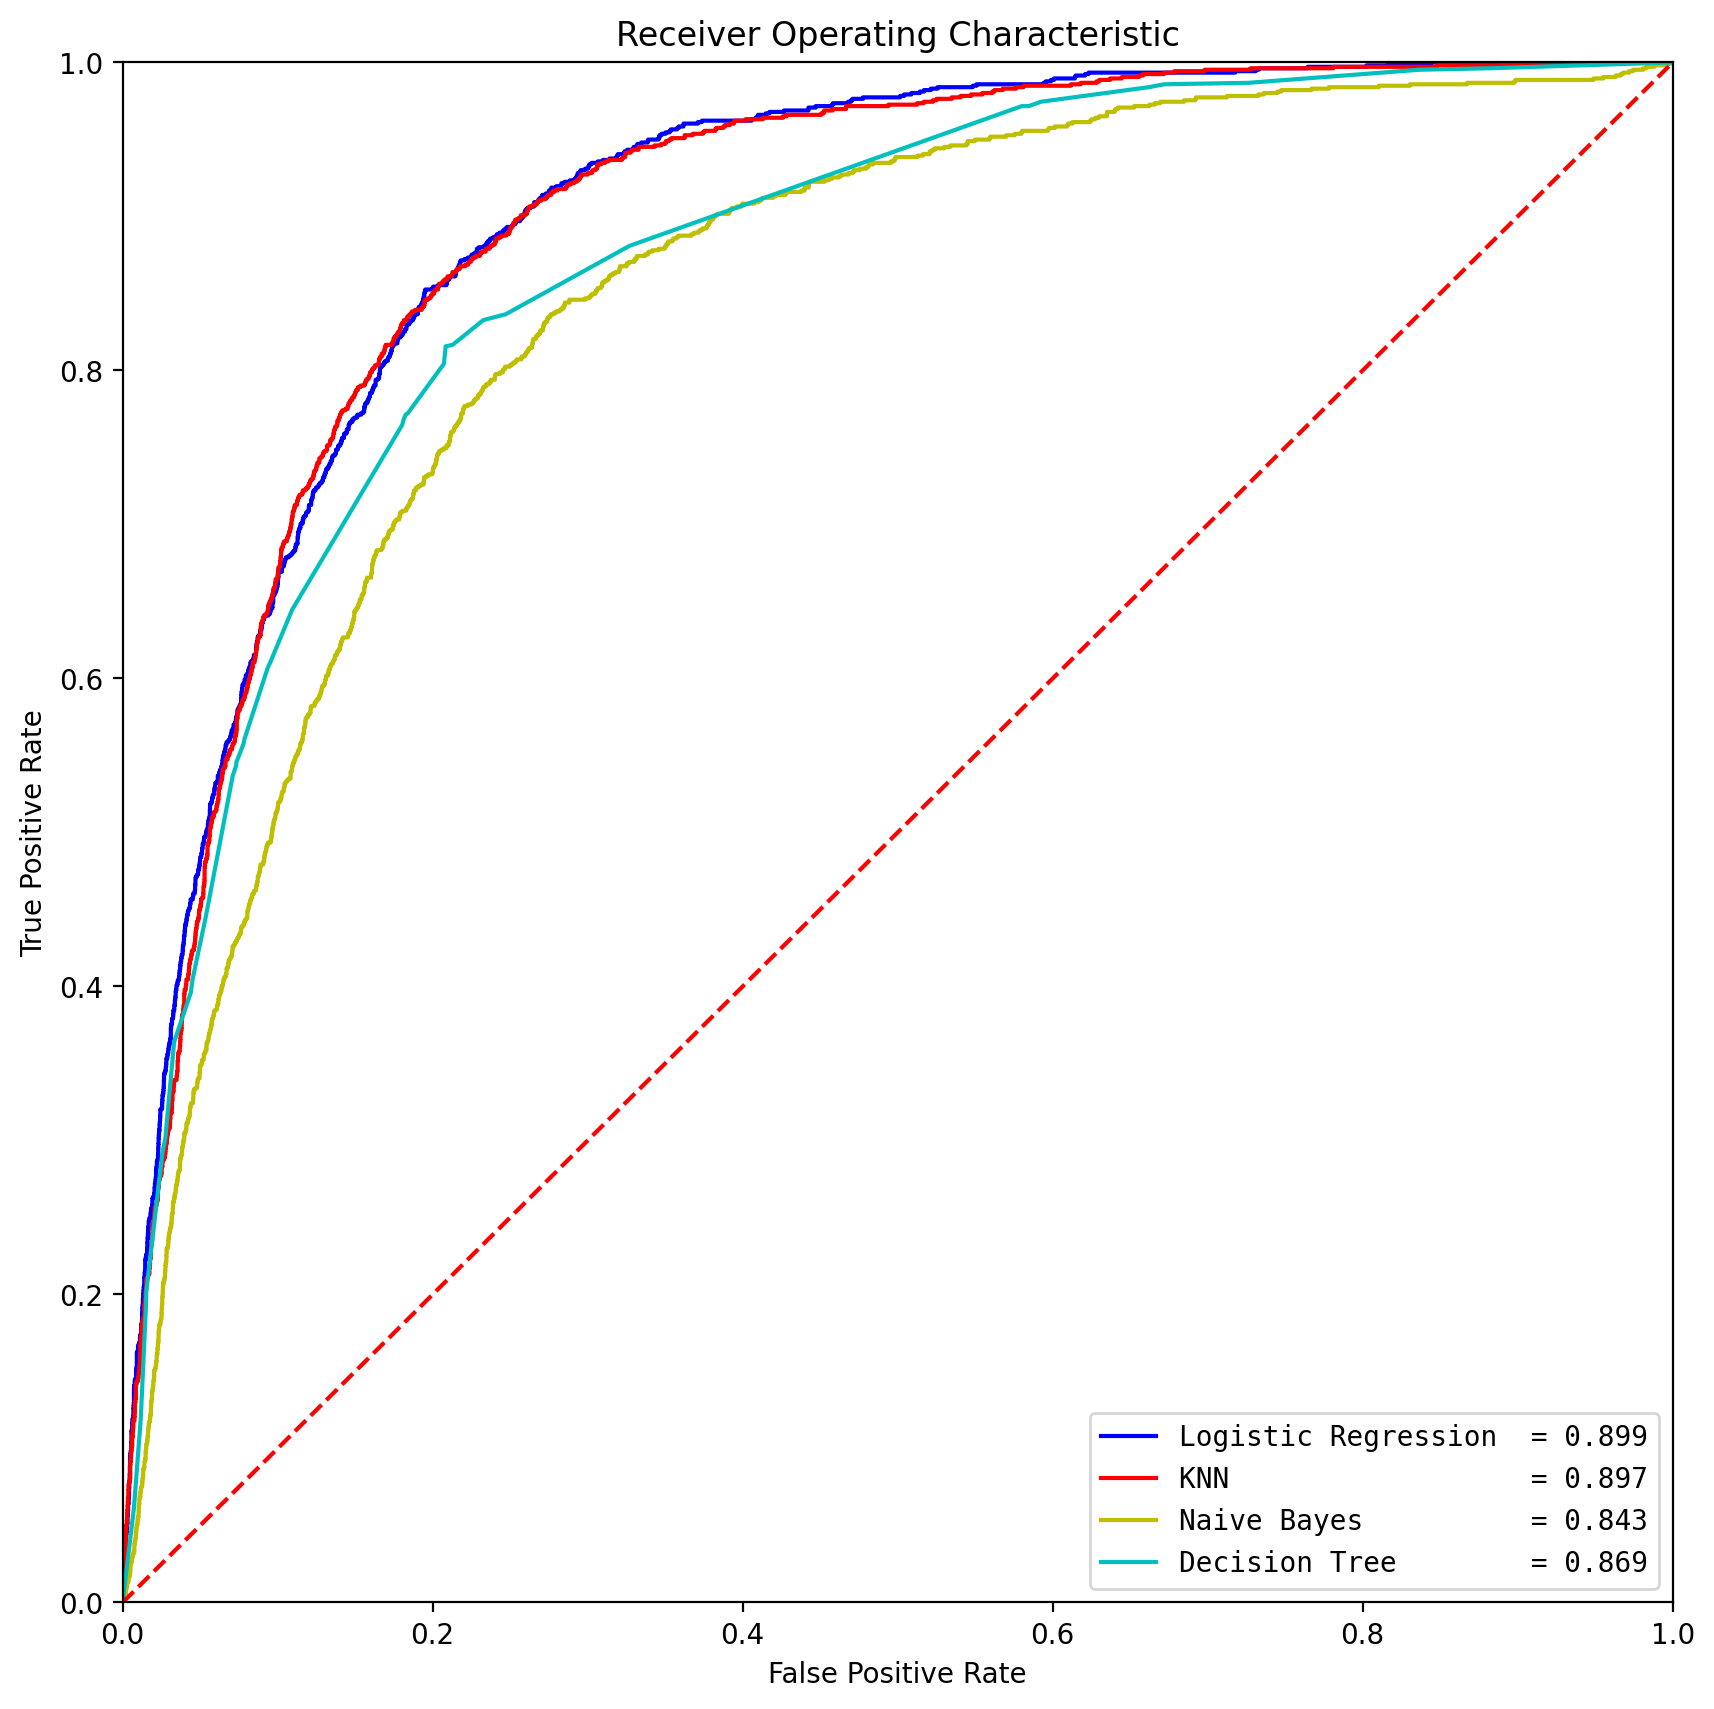 Receiver Operating Characteristic
1.0
0.8
0.6
0.4
0.2
0.0
True Positive Rate
0.0 0.2 0.4 0.6 0.8 1.0
False Positive Rate
Logistic Regression = 0.899
KNN = 0.897
Naive Bayes = 0.843
Decision Tree = 0.869